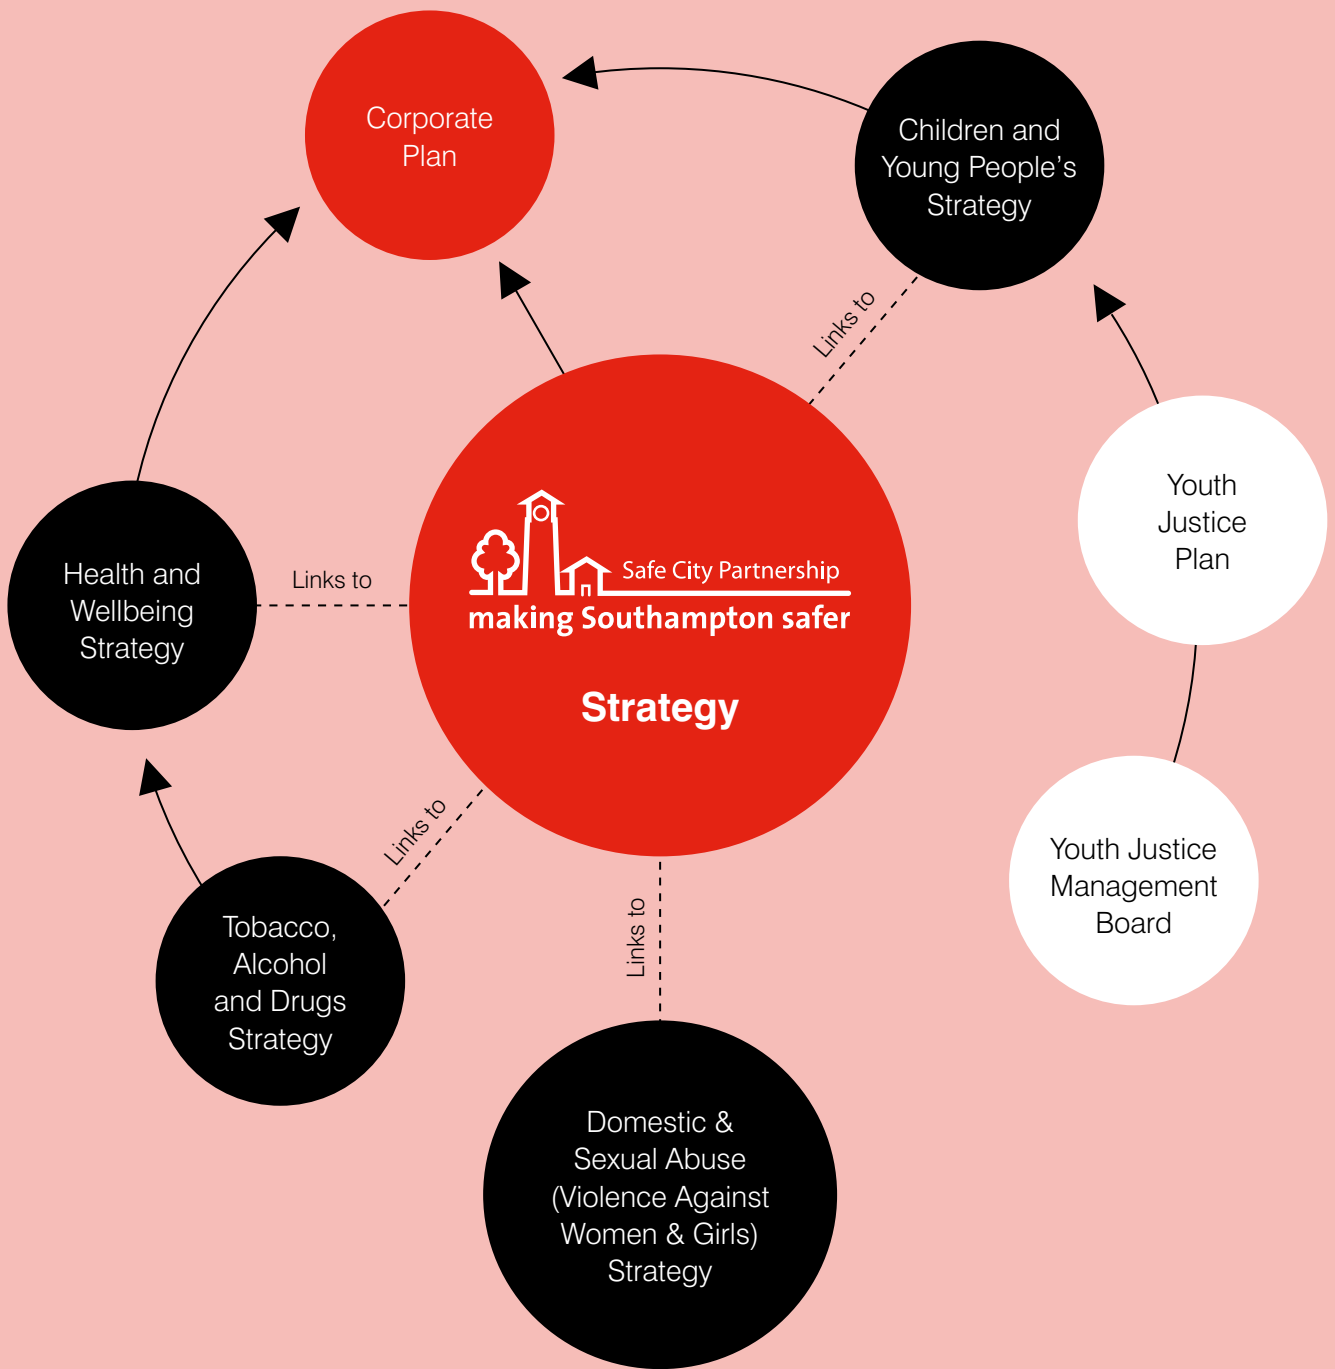 Corporate
Plan
Children and
Young People’s
Strategy
Links to
Youth
Justice
Plan
Health and
Wellbeing
Strategy
Links to
Safe City Partnership
making Southampton safer
Strategy
Links to
Youth Justice
Management
Board
Tobacco,
Alcohol
and Drugs
Strategy
Links to
Domestic &
Sexual Abuse
(Violence Against
Women & Girls)
Strategy